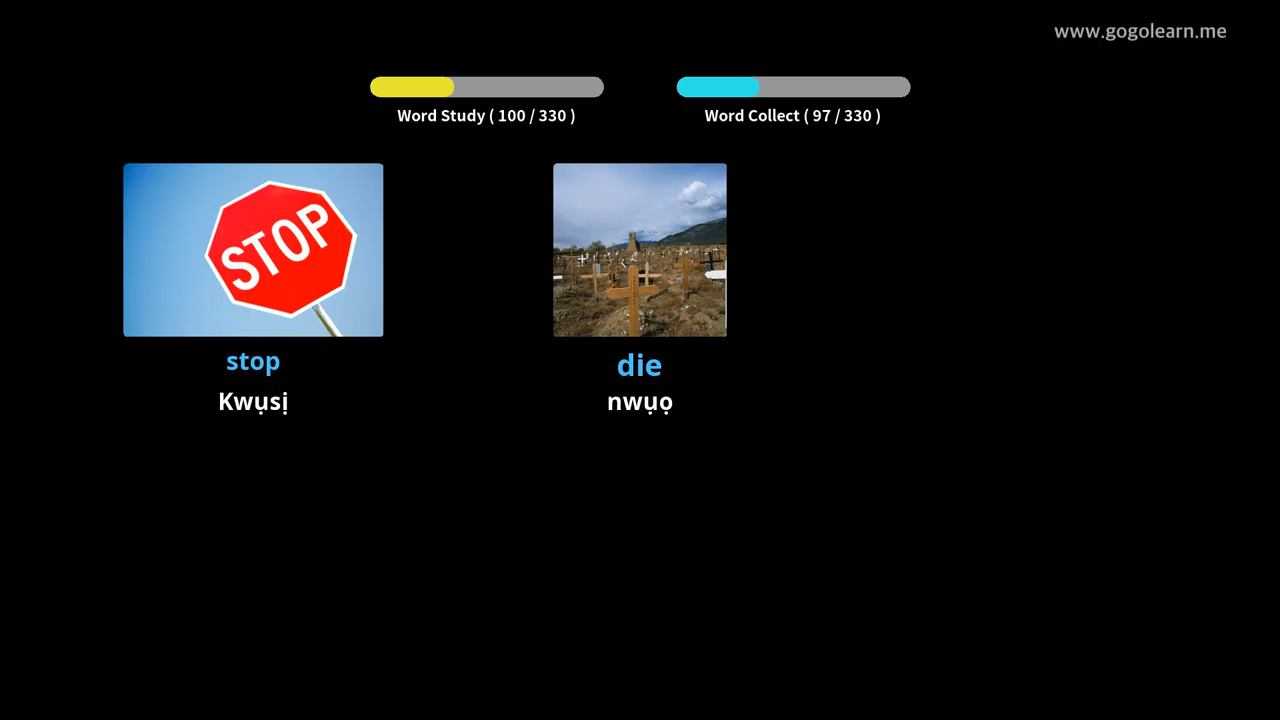 www.gogolearn.me
Word Study ( 100 / 330 )
Word Collect ( 97 / 330 )
STOP
stop
die
Kwụsị
nwụọ